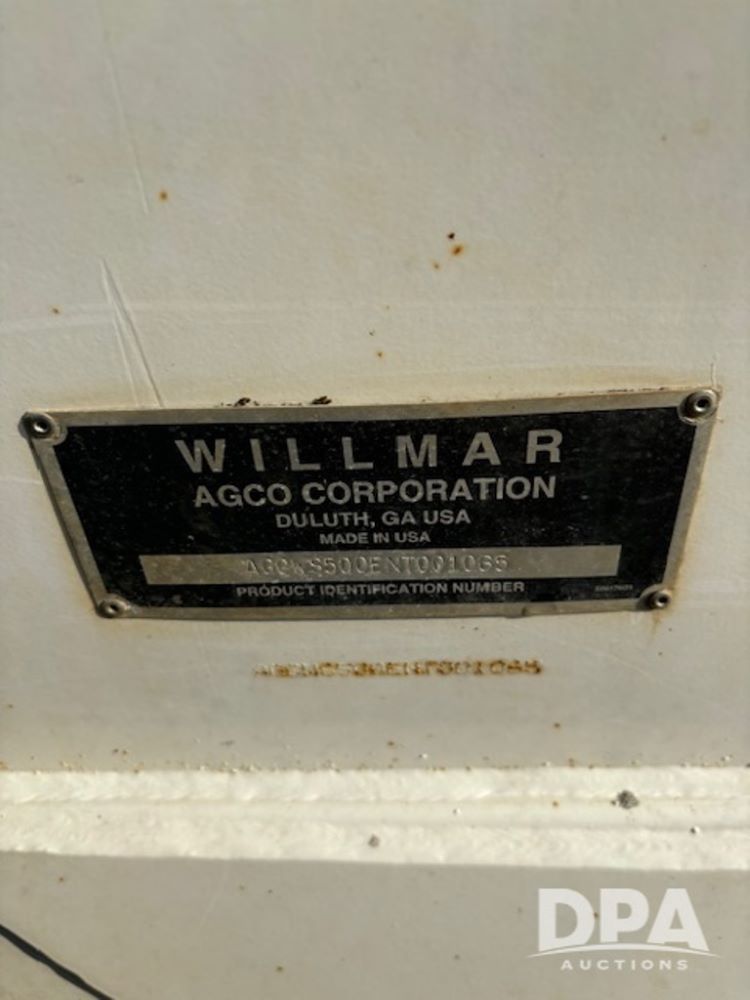 WILLMAR
AGCO CORPORATION
DULUTH, GA USA
MADE IN USA
PRODUCT IDENTIFICATION NUMBER
DPA
AUCTIONS